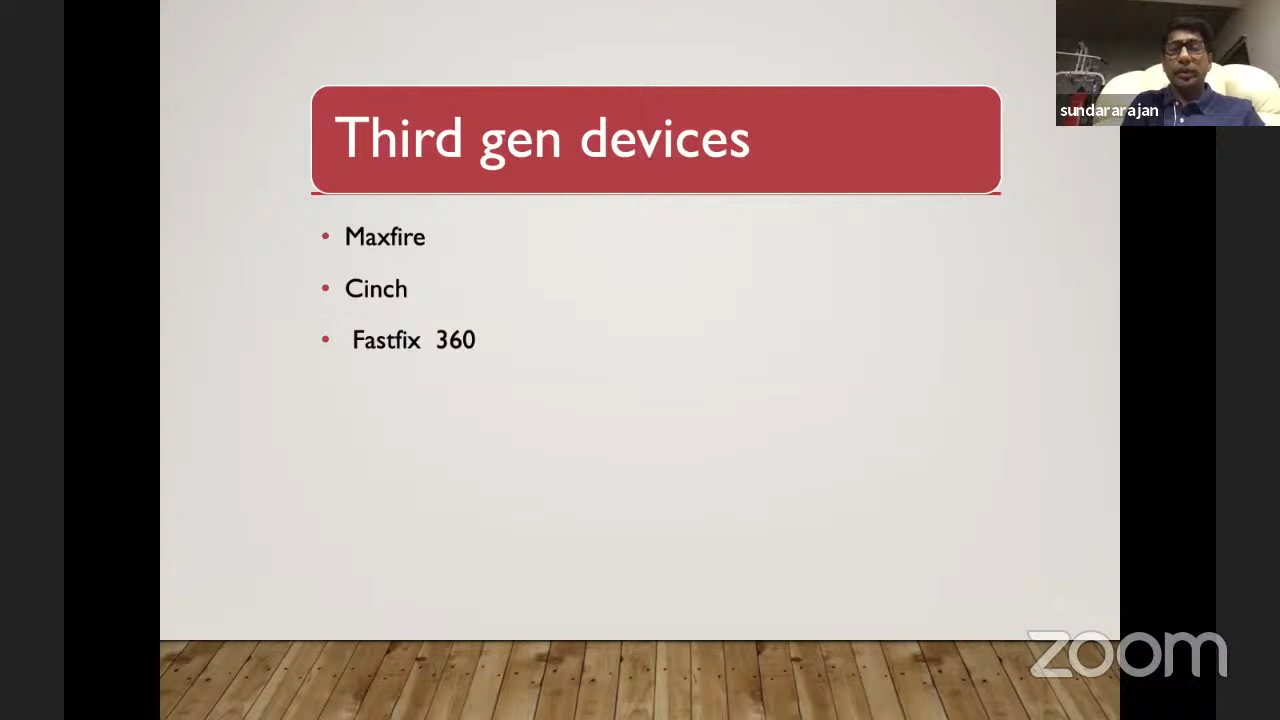 sundararajan
Third gen devices
• Maxfire
• Cinch
• Fastfix 360
zoom